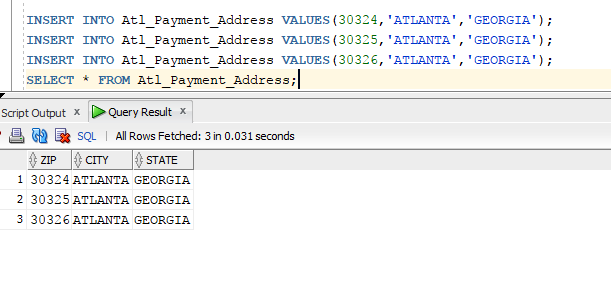 INSERT INTO Atl_Payment_Address VALUES(30324,'ATLANTA','GEORGIA');
INSERT INTO Atl_Payment_Address VALUES(30325,'ATLANTA','GEORGIA');
INSERT INTO Atl_Payment_Address VALUES(30326,'ATLANTA','GEORGIA');
SELECT * FROM Atl_Payment_Address;
Script Output x Query Result x
SQL | All Rows Fetched: 3 in 0.031 seconds
ZIP CITY STATE
1 30324 ATLANTA GEORGIA
2 30325 ATLANTA GEORGIA
3 30326 ATLANTA GEORGIA